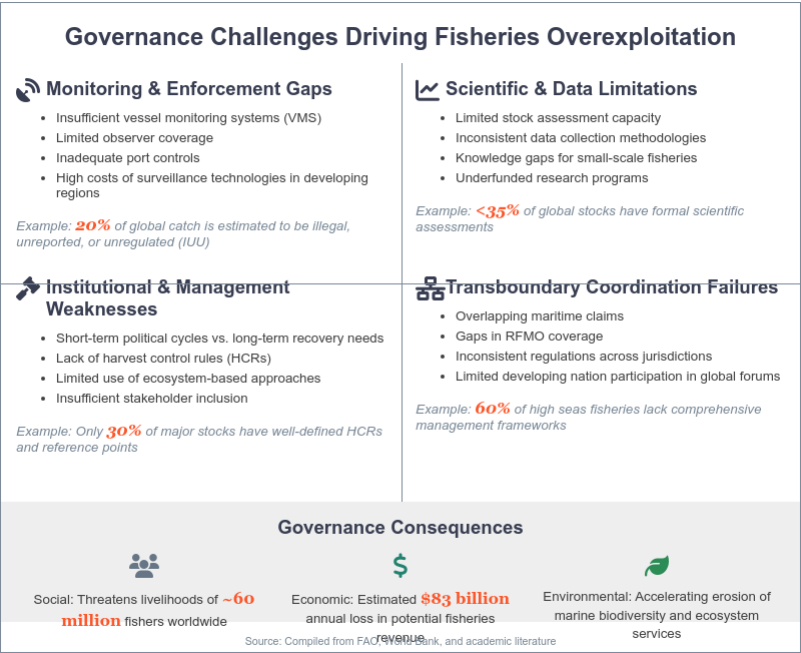 Governance Challenges Driving Fisheries Overexploitation
Monitoring & Enforcement Gaps
• Insufficient vessel monitoring systems (VMS)
• Limited observer coverage
• Inadequate port controls
• High costs of surveillance technologies in developing
regions
Example: 20% of global catch is estimated to be illegal,
unreported, or unregulated (IUU)
Scientific & Data Limitations
• Limited stock assessment capacity
• Inconsistent data collection methodologies
• Knowledge gaps for small-scale fisheries
• Underfunded research programs
Example: <35% of global stocks have formal scientific
assessments
Institutional & Management
Weaknesses
• Short-term political cycles vs. long-term recovery needs
• Lack of harvest control rules (HCRs)
• Limited use of ecosystem-based approaches
• Insufficient stakeholder inclusion
Example: Only 30% of major stocks have well-defined HCRs
and reference points
Transboundary Coordination Failures
• Overlapping maritime claims
• Gaps in RFMO coverage
• Inconsistent regulations across jurisdictions
• Limited developing nation participation in global forums
Example: 60% of high seas fisheries lack comprehensive
management frameworks
Governance Consequences
Social: Threatens livelihoods of ~60
million fishers worldwide
Economic: Estimated $83 billion
annual loss in potential fisheries
revenue
Environmental: Accelerating erosion of
marine biodiversity and ecosystem
services
Source: Compiled from FAO, World Bank, and academic literature